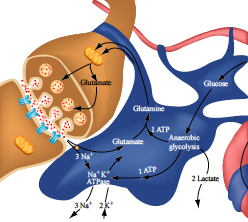 Glutamate
Glucose
Glutamine
1 ATP
Glutamate
Anaerobic
glycolysis
3 Na+
Na+ K+
ATPase
1 ATP
2 Lactate
3 Na+
2 K+